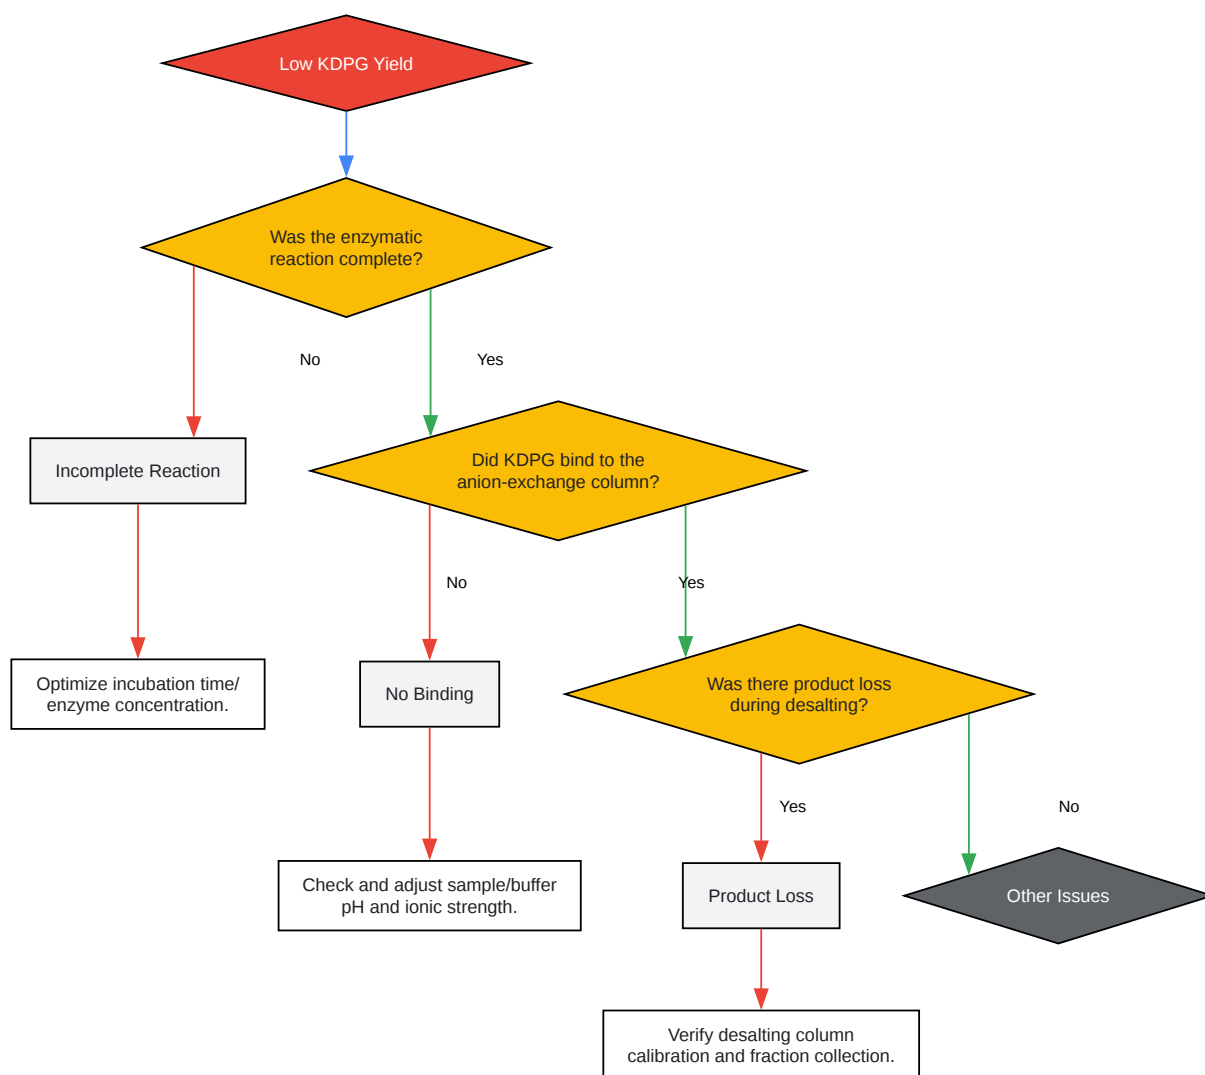 Low KDPG Yield
Was the enzymatic
reaction complete?
No
Yes
Incomplete Reaction
Did KDPG bind to the
anion-exchange column?
No
Yes
Optimize incubation time/
enzyme concentration.
No Binding
Was there product loss
during desalting?
Yes
No
Check and adjust sample/buffer
pH and ionic strength.
Product Loss
Other Issues
Verify desalting column
calibration and fraction collection.